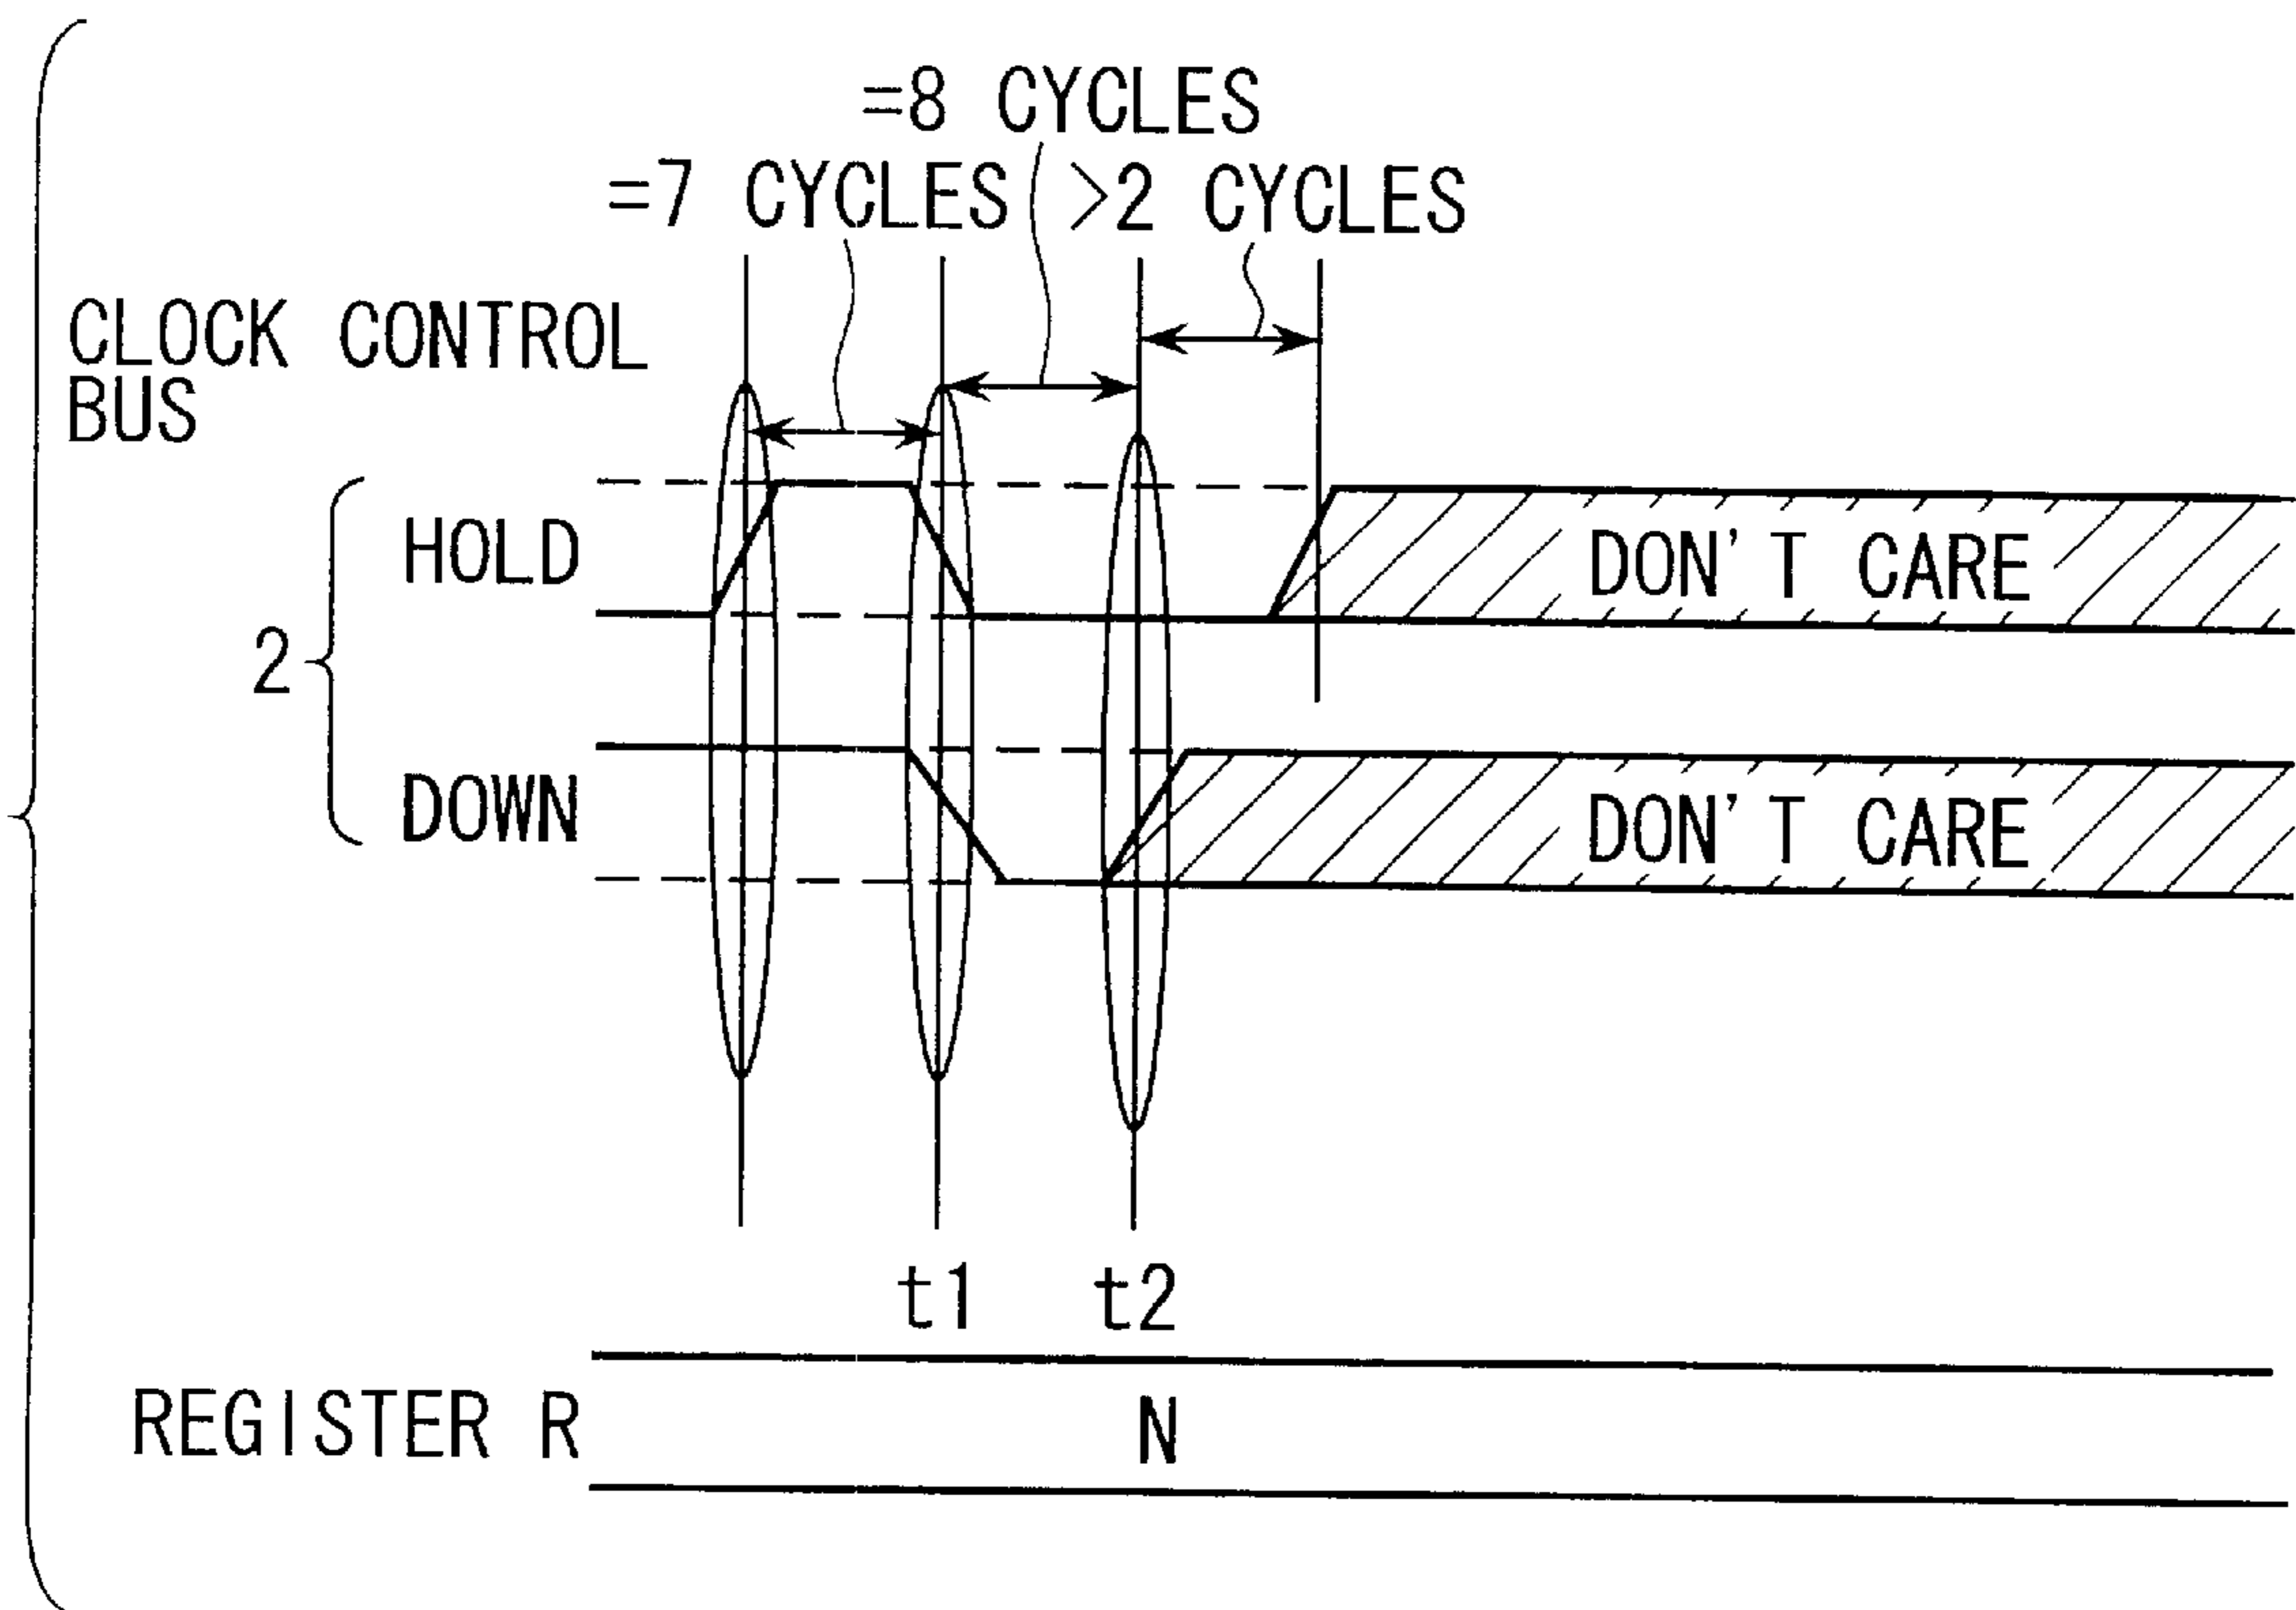 =8 CYCLES
=7 CYCLES >2 CYCLES
CLOCK CONTROL
BUS
HOLD
DON'T CARE
2
DOWN
DON'T CARE
t1 t2
REGISTER R
N